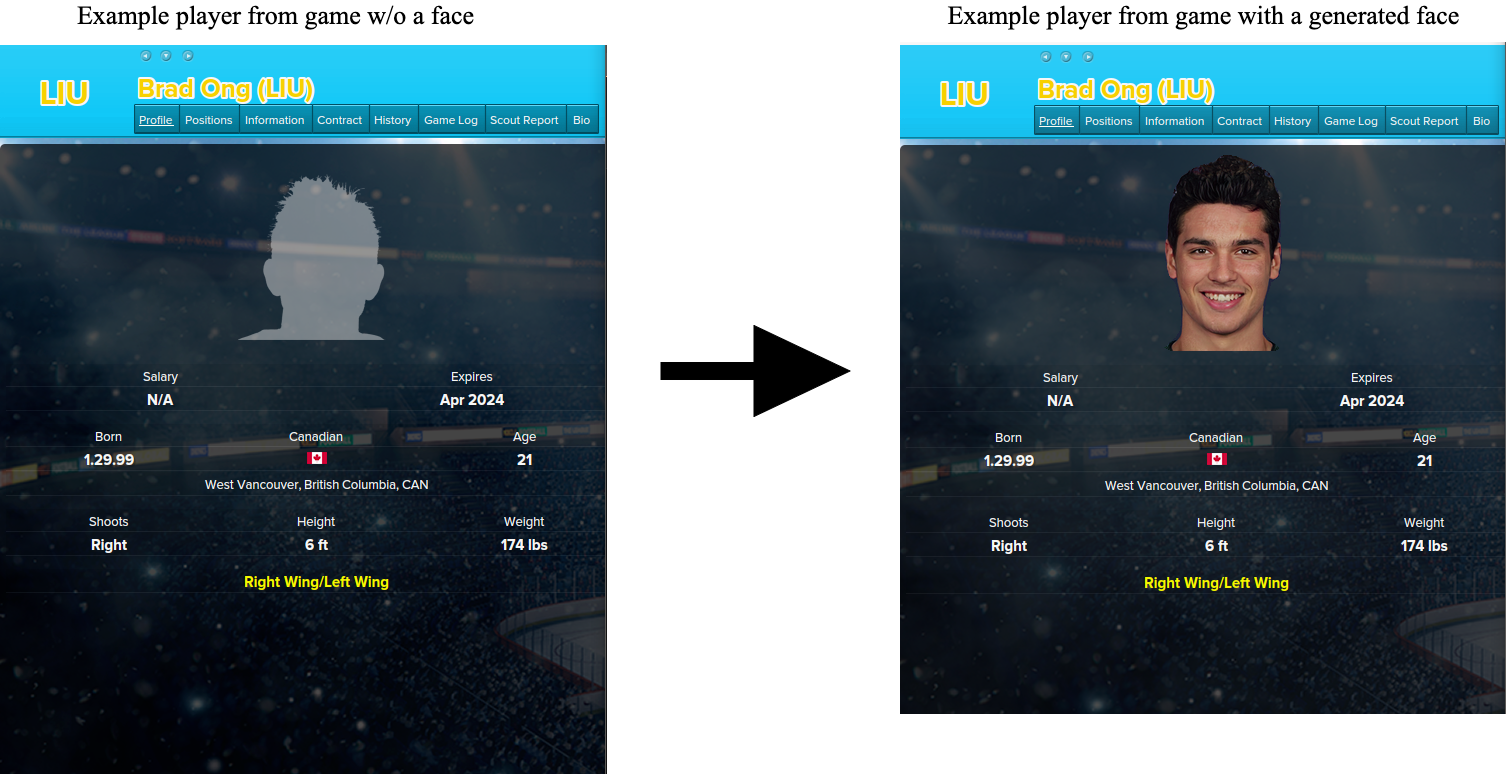 Example player from game w/o a face
LIU
Brad Ong (LIU)
Profile Positions Information Contract History Game Log Scout Report Bio
Salary Expires
N/A Apr 2024
Born Canadian Age
1.29.99 21
West Vancouver, British Columbia, CAN
Shoots Height Weight
Right 6 ft 174 lbs
Right Wing/Left Wing
Example player from game with a generated face
LIU
Brad Ong (LIU)
Profile Positions Information Contract History Game Log Scout Report Bio
Salary Expires
N/A Apr 2024
Born Canadian Age
1.29.99 21
West Vancouver, British Columbia, CAN
Shoots Height Weight
Right 6 ft 174 lbs
Right Wing/Left Wing